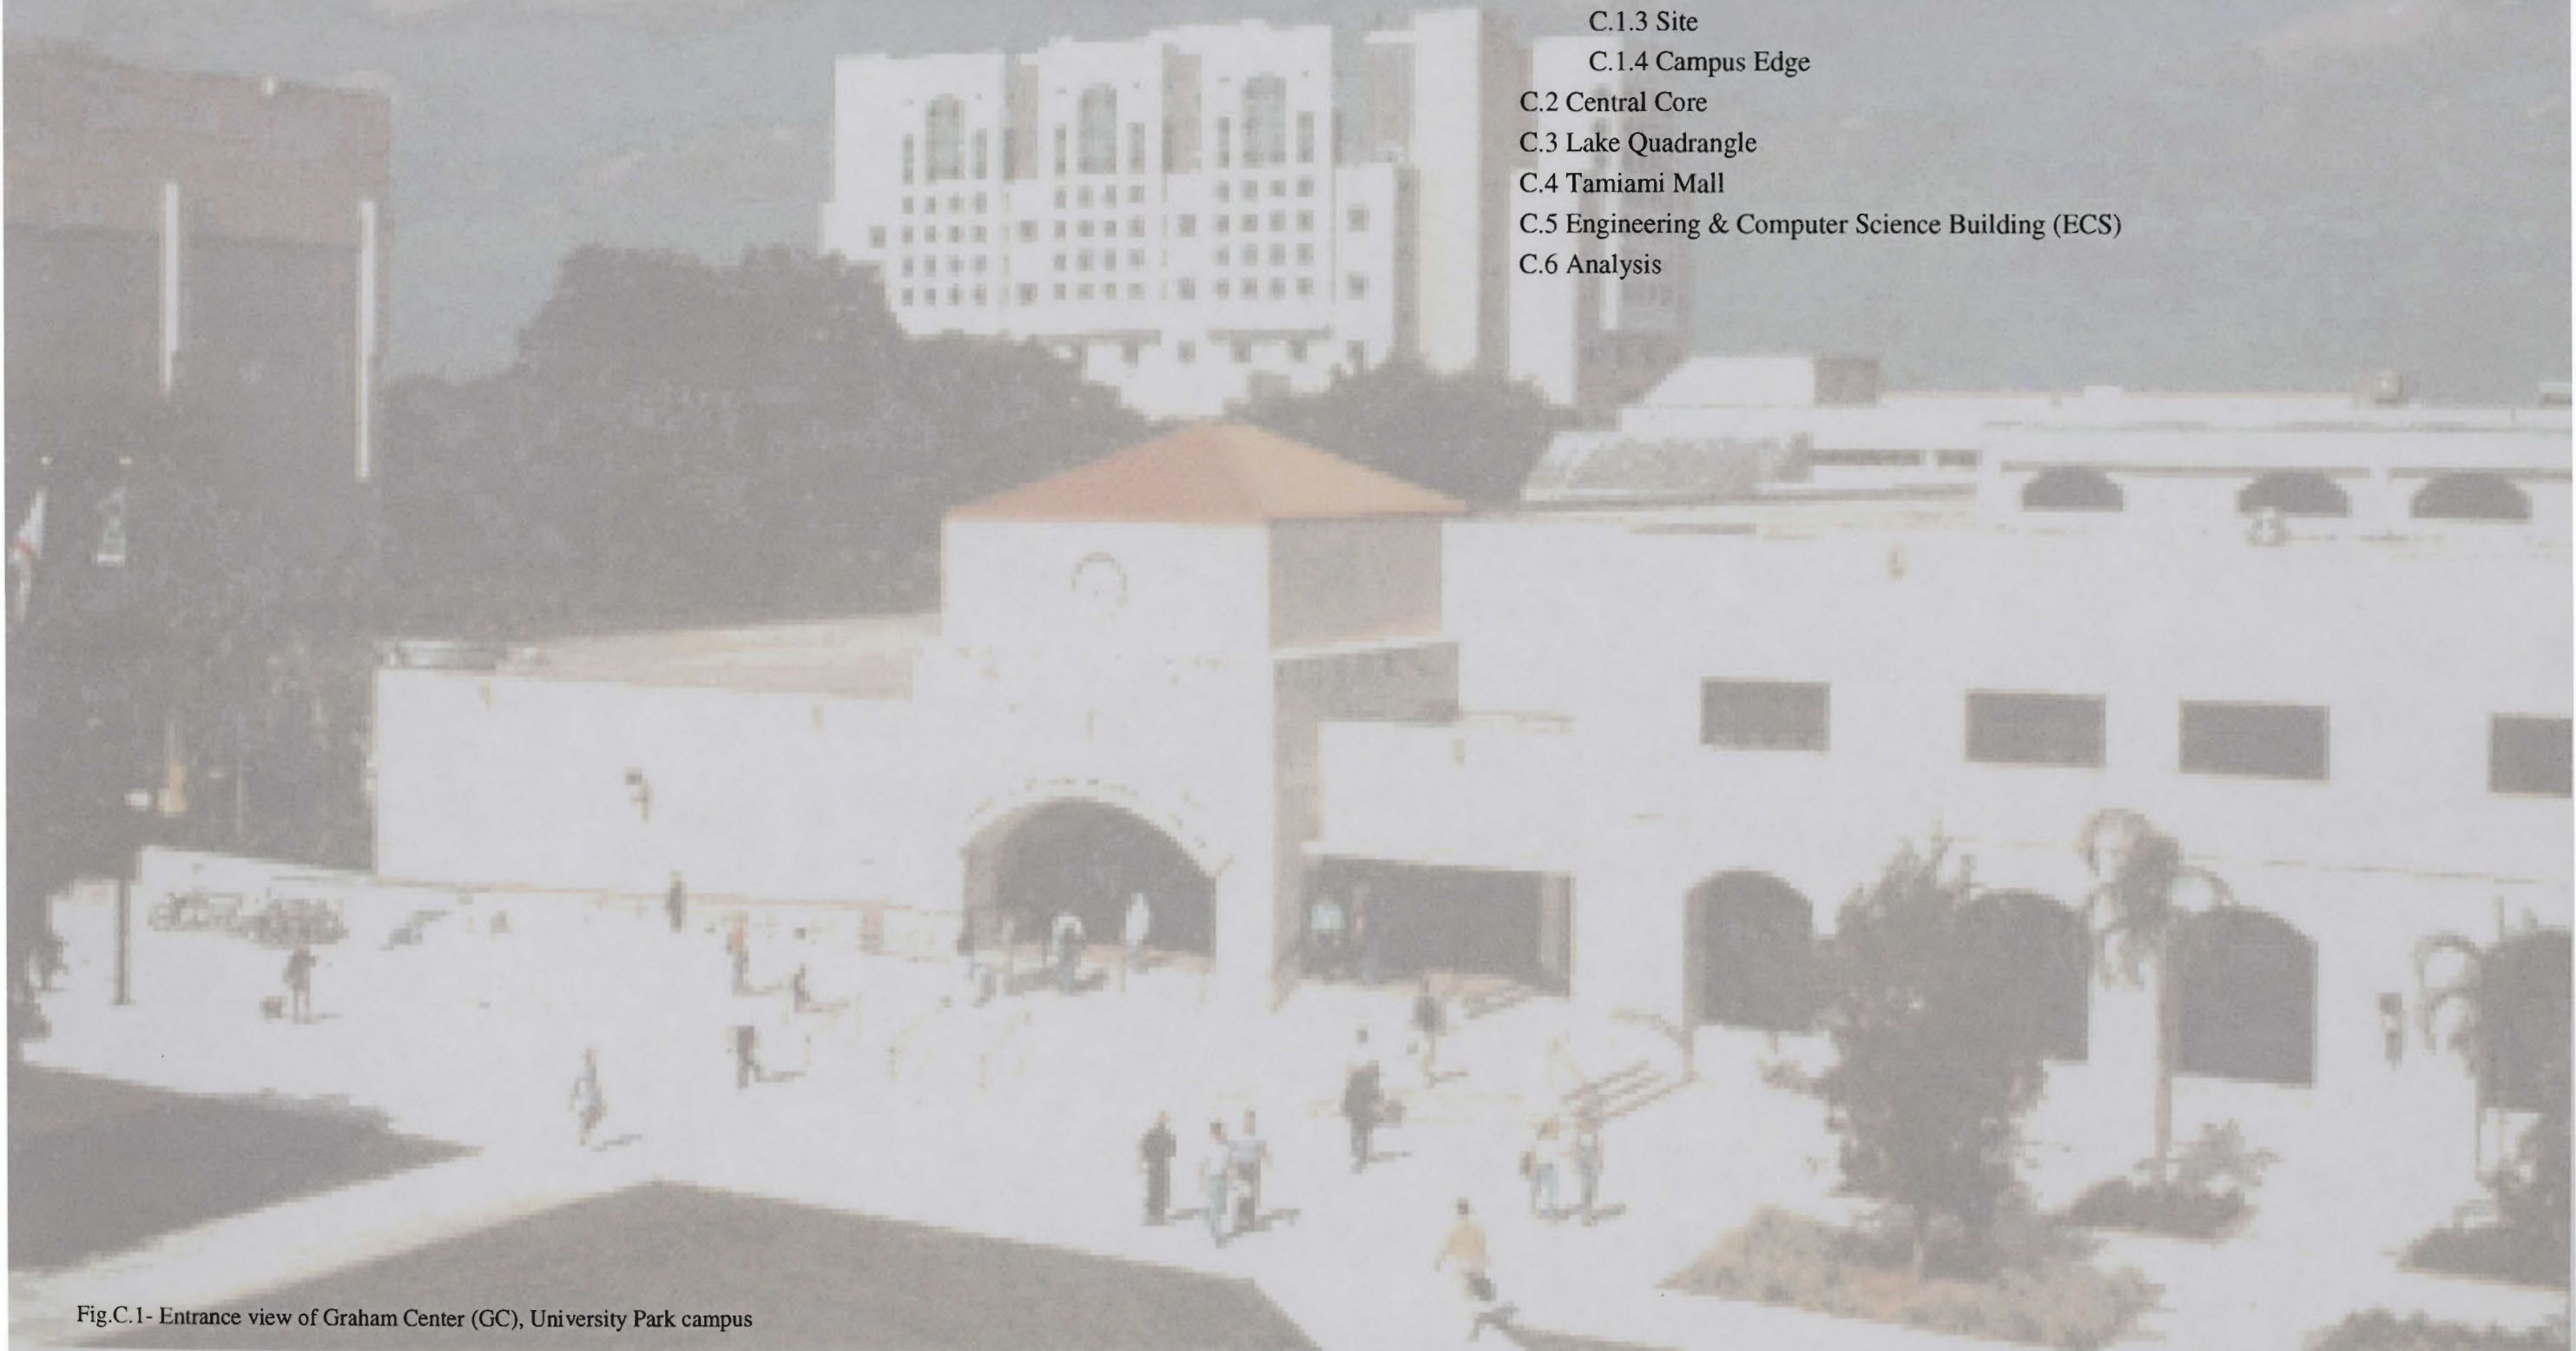 C.1.3 Site
C.1.4 Campus Edge
C.2 Central Core
C.3 Lake Quadrangle
C.4 Tamiami Mall
C.5 Engineering & Computer Science Building (ECS)
C.6 Analysis
Fig.C.1- Entrance view of Graham Center (GC), University Park campus